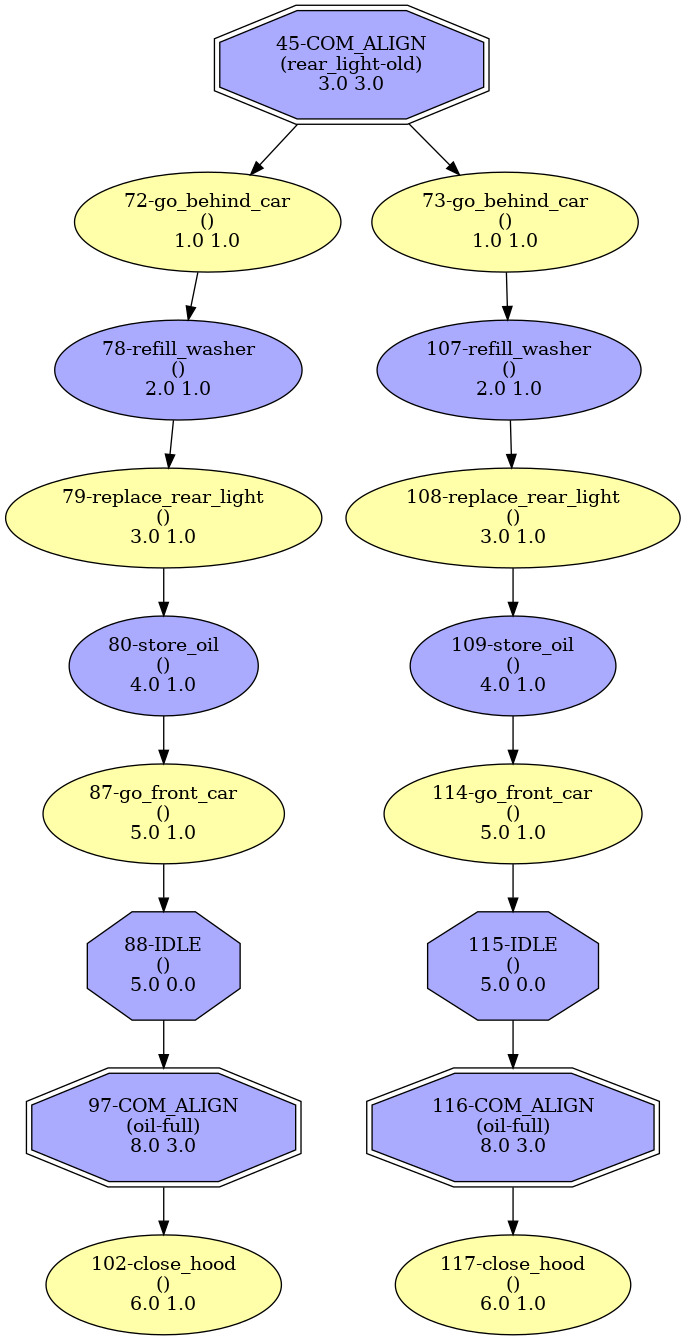 45-COM_ALIGN
(rear_light-old)
3.0 3.0
72-go_behind_car
()
1.0 1.0
73-go_behind_car
()
1.0 1.0
78-refill_washer
()
2.0 1.0
107-refill_washer
()
2.0 1.0
79-replace_rear_light
()
3.0 1.0
108-replace_rear_light
()
3.0 1.0
80-store_oil
()
4.0 1.0
109-store_oil
()
4.0 1.0
87-go_front_car
()
5.0 1.0
114-go_front_car
()
5.0 1.0
88-IDLE
()
5.0 0.0
115-IDLE
()
5.0 0.0
97-COM_ALIGN
(oil-full)
8.0 3.0
116-COM_ALIGN
(oil-full)
8.0 3.0
102-close_hood
()
6.0 1.0
117-close_hood
()
6.0 1.0